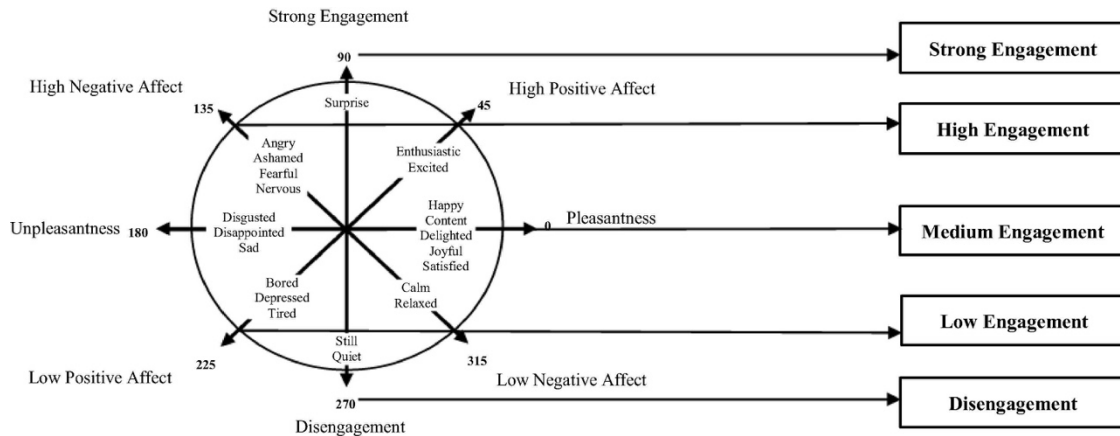 Strong Engagement
90
Strong Engagement
High Negative Affect
135
Surprise
45
High Positive Affect
High Engagement
Angry
Ashamed
Fearful
Nervous
Enthusiastic
Excited
Unpleasantness
180
Disgusted
Disappointed
Sad
Happy
Content
Delighted
Joyful
Satisfied
0
Pleasantness
Medium Engagement
Bored
Depressed
Tired
Calm
Relaxed
Low Engagement
Still
Quiet
225
315
Low Positive Affect
Low Negative Affect
270
Disengagement
Disengagement